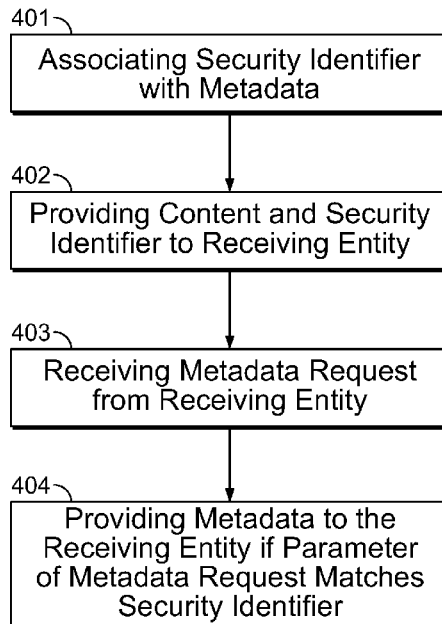 401
Associating Security Identifier
with Metadata
402
Providing Content and Security
Identifier to Receiving Entity
403
Receiving Metadata Request
from Receiving Entity
404
Providing Metadata to the
Receiving Entity if Parameter
of Metadata Request Matches
Security Identifier